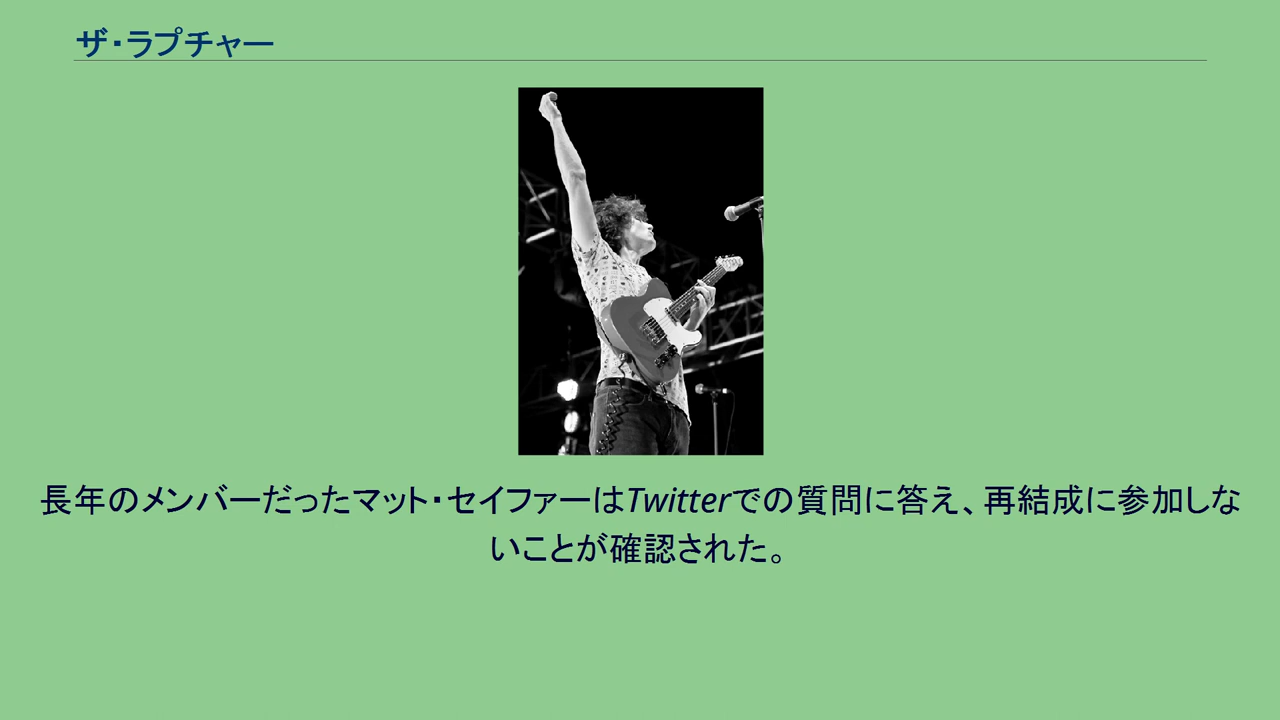 ザ・ラプチャー
長年のメンバーだったマット・セイファーはTwitterでの質問に答え、再結成に参加しな
いことが確認された。